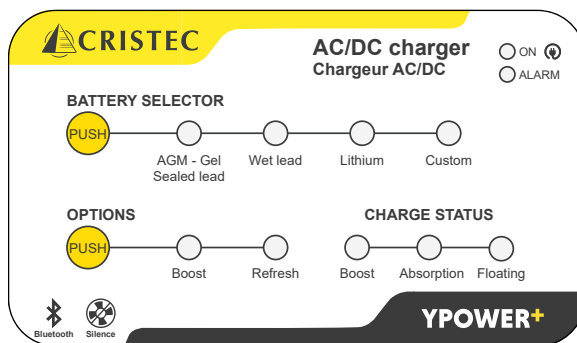 CRISTEC
AC/DC charger
Chargeur AC/DC
ON
ALARM
BATTERY SELECTOR
PUSH
AGM - Gel
Sealed lead
Wet lead
Lithium
Custom
OPTIONS
CHARGE STATUS
PUSH
Boost
Refresh
Boost
Absorption
Floating
Bluetooth
Silence
YPOWER+